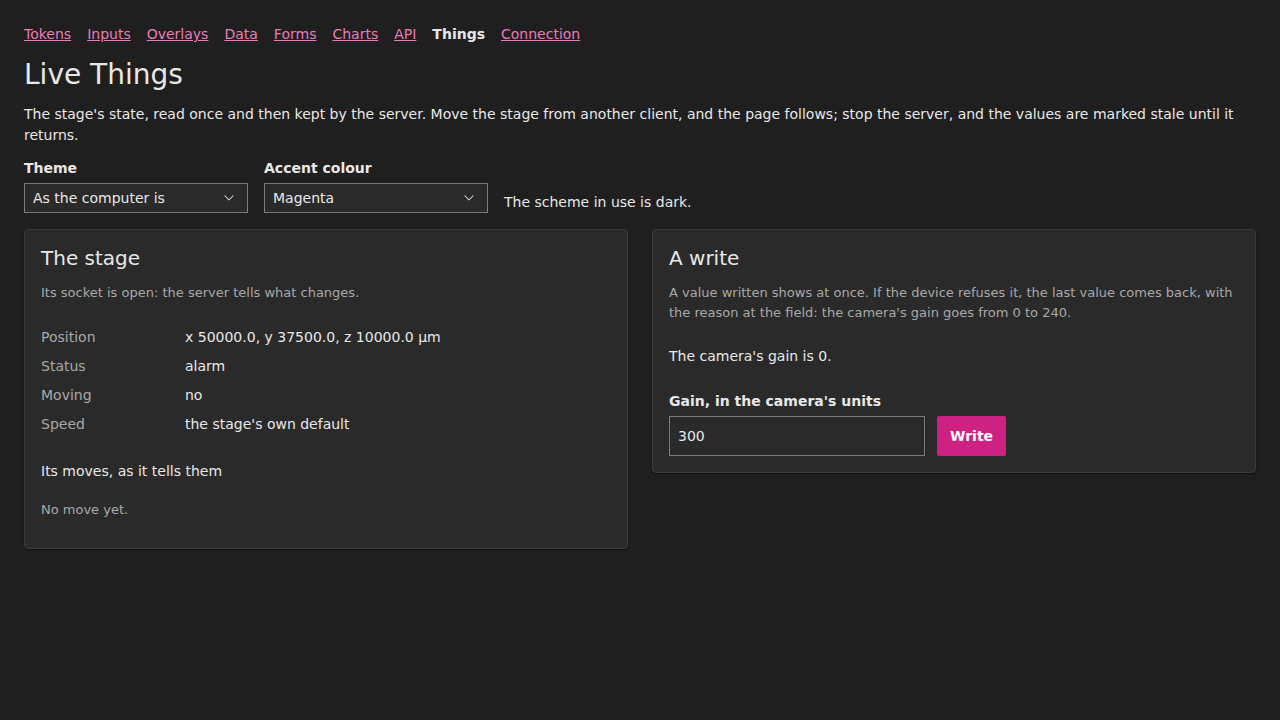 Tokens Inputs Overlays Data Forms Charts API Things Connection
Live Things
The stage's state, read once and then kept by the server. Move the stage from another client, and the page follows; stop the server, and the values are marked stale until it
returns.
Theme
As the computer is
Accent colour
Magenta
The scheme in use is dark.
The stage
Its socket is open: the server tells what changes.
Position x 50000.0, y 37500.0, z 10000.0 µm
Status alarm
Moving no
Speed the stage's own default
Its moves, as it tells them
No move yet.
A write
A value written shows at once. If the device refuses it, the last value comes back, with
the reason at the field: the camera's gain goes from 0 to 240.
The camera's gain is 0.
Gain, in the camera's units
300 Write